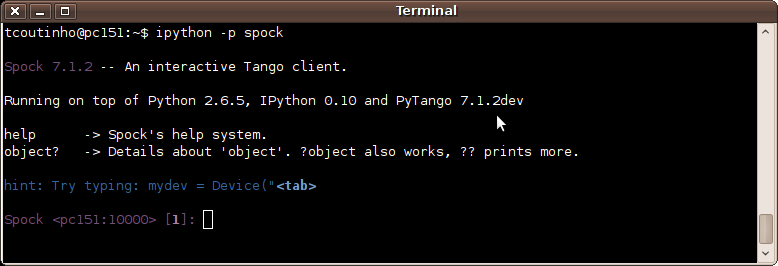 Terminal
tcoutinho@pc151:~$ ipython -p spock
Spock 7.1.2 -- An interactive Tango client.
Running on top of Python 2.6.5, IPython 0.10 and PyTango 7.1.2dev
help      -> Spock's help system.
object?   -> Details about 'object'. ?object also works, ?? prints more.
hint: Try typing: mydev = Device("<tab>
Spock <pc151:10000> [1]: